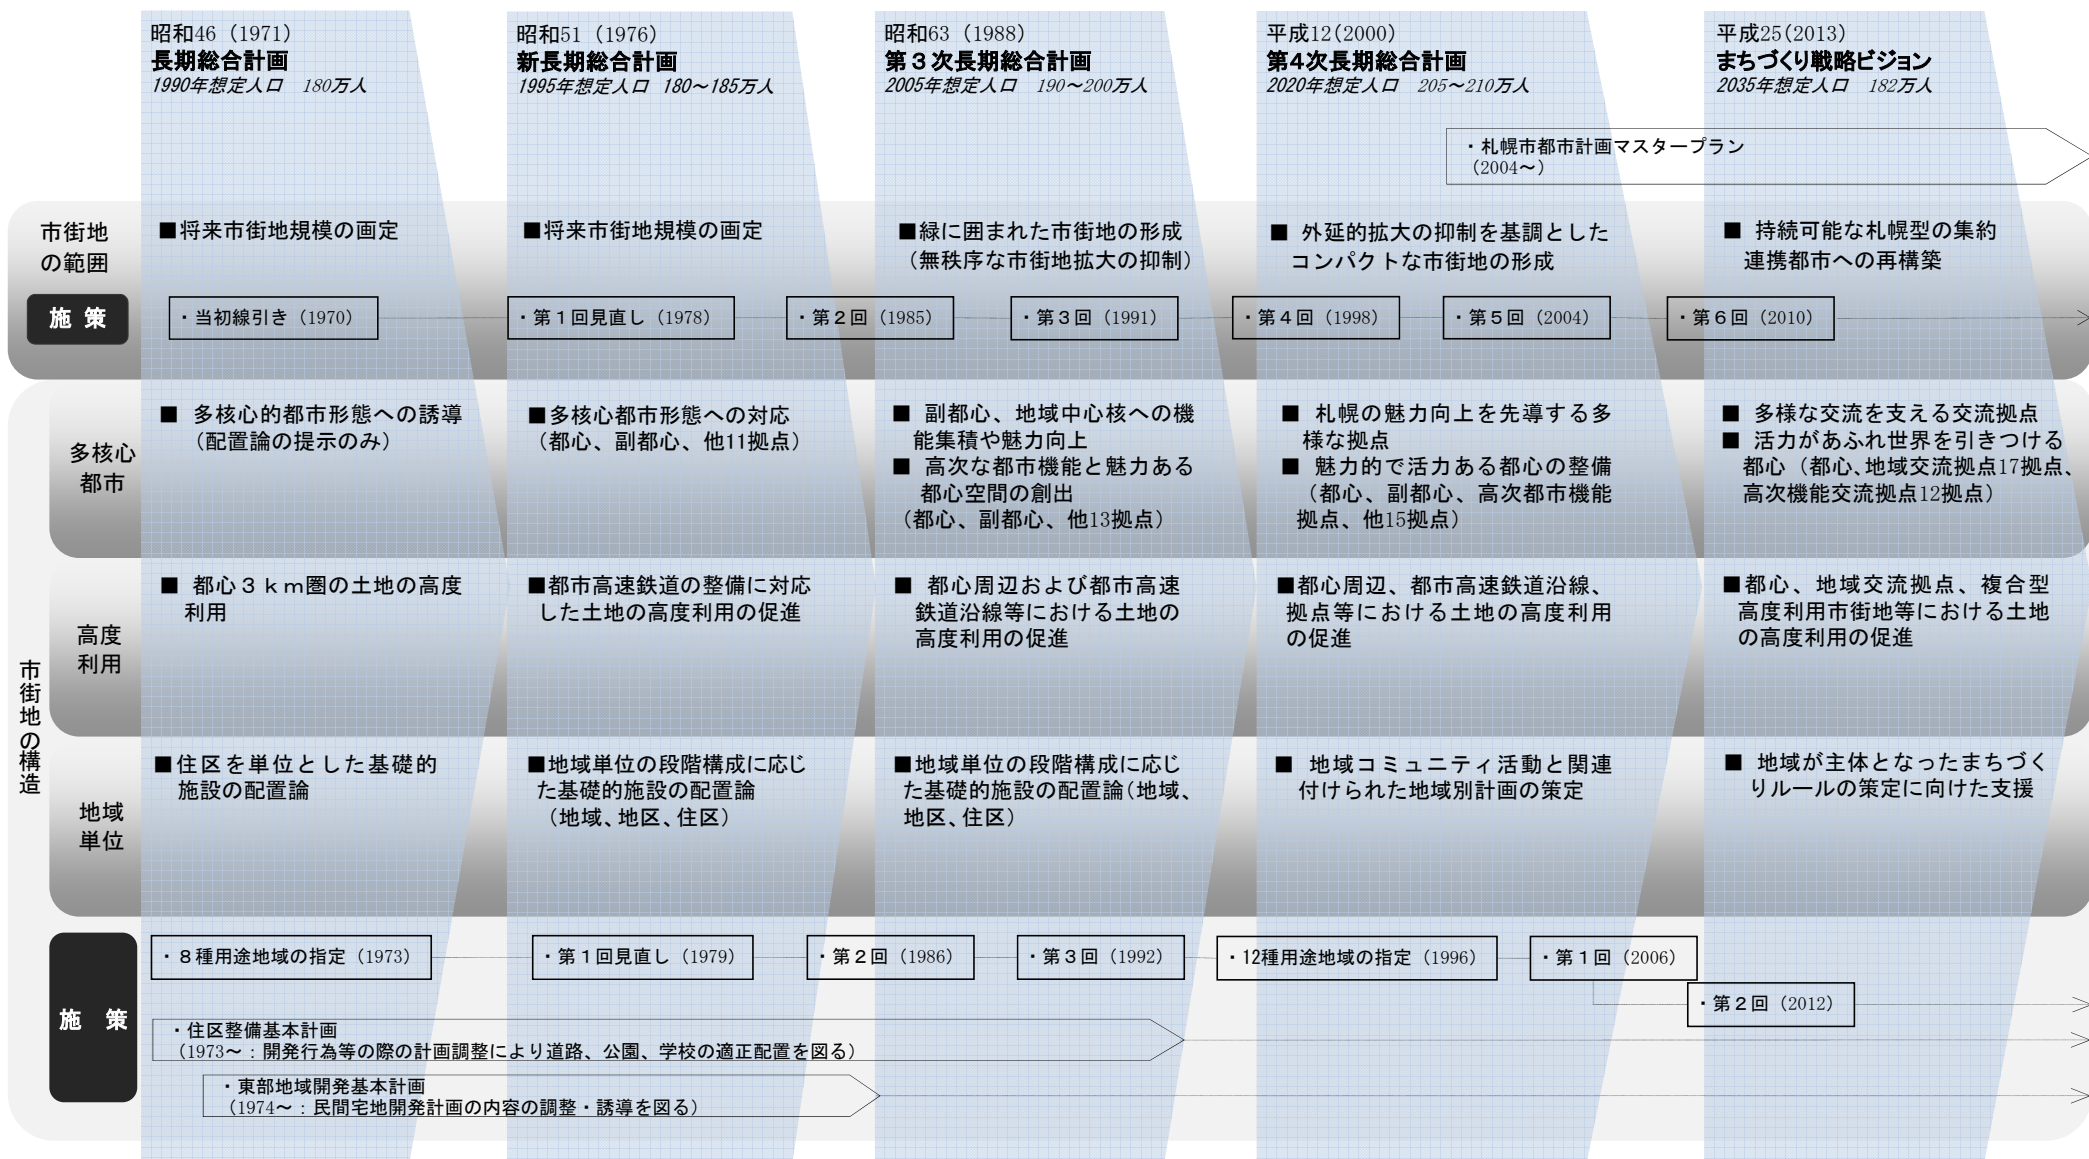 昭和46（1971）
長期総合計画
1990年想定人口　180万人
昭和51（1976）
新長期総合計画
1995年想定人口　180～185万人
昭和63（1988）
第３次長期総合計画
2005年想定人口　190～200万人
平成12(2000)
第4次長期総合計画
2020年想定人口　205～210万人
平成25(2013)
まちづくり戦略ビジョン
2035年想定人口　182万人
・札幌市都市計画マスタープラン
（2004～）
市街地
の範囲
■将来市街地規模の画定
■将来市街地規模の画定
■緑に囲まれた市街地の形成
（無秩序な市街地拡大の抑制）
■ 外延的拡大の抑制を基調とした
コンパクトな市街地の形成
■ 持続可能な札幌型の集約
連携都市への再構築
施 策
・当初線引き（1970）
・第１回見直し（1978）
・第２回（1985）
・第３回（1991）
・第４回（1998）
・第５回（2004）
・第６回（2010）
市街地の構造
多核心
都市
■ 多核心的都市形態への誘導
（配置論の提示のみ）
■多核心都市形態への対応
（都心、副都心、他11拠点）
■ 副都心、地域中心核への機
能集積や魅力向上
■ 高次な都市機能と魅力ある
都心空間の創出
（都心、副都心、他13拠点）
■ 札幌の魅力向上を先導する多
様な拠点
■ 魅力的で活力ある都心の整備
（都心、副都心、高次都市機能
拠点、他15拠点）
■ 多様な交流を支える交流拠点
■ 活力があふれ世界を引きつける
都心（都心、地域交流拠点17拠点、
高次機能交流拠点12拠点）
高度
利用
■ 都心３ｋｍ圏の土地の高度
利用
■都市高速鉄道の整備に対応
した土地の高度利用の促進
■ 都心周辺および都市高速
鉄道沿線等における土地の
高度利用の促進
■都心周辺、都市高速鉄道沿線、
拠点等における土地の高度利用
の促進
■都心、地域交流拠点、複合型
高度利用市街地等における土地
の高度利用の促進
地域
単位
■住区を単位とした基礎的
施設の配置論
■地域単位の段階構成に応じ
た基礎的施設の配置論
（地域、地区、住区）
■地域単位の段階構成に応じ
た基礎的施設の配置論（地域、
地区、住区）
■ 地域コミュニティ活動と関連
付けられた地域別計画の策定
■ 地域が主体となったまちづく
りルールの策定に向けた支援
施 策
・８種用途地域の指定（1973）
・第１回見直し（1979）
・第２回（1986）
・第３回（1992）
・12種用途地域の指定（1996）
・第１回（2006）
・第２回（2012）
・住区整備基本計画
（1973～：開発行為等の際の計画調整により道路、公園、学校の適正配置を図る）
・東部地域開発基本計画
（1974～：民間宅地開発計画の内容の調整・誘導を図る）